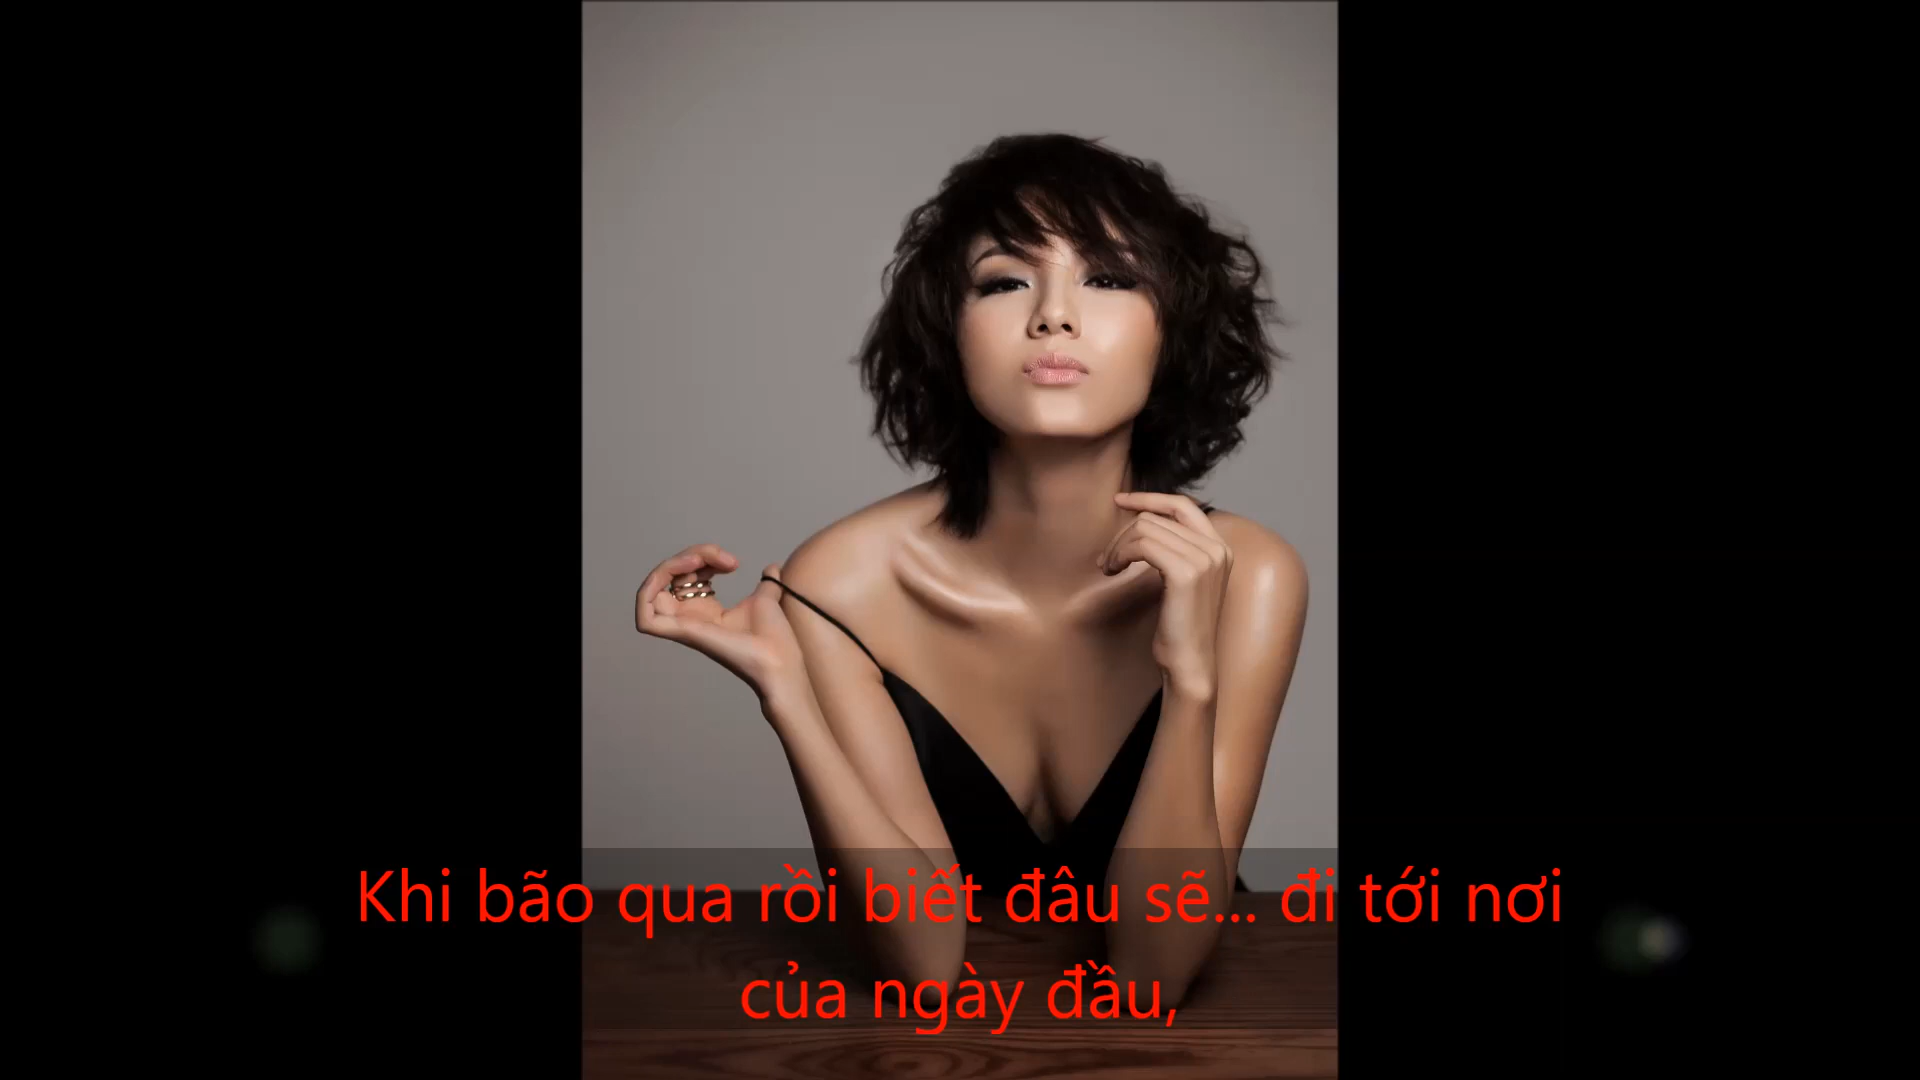 Khi bão qua rồi biết đâu sẽ... đi tới nơi
của ngày đầu,